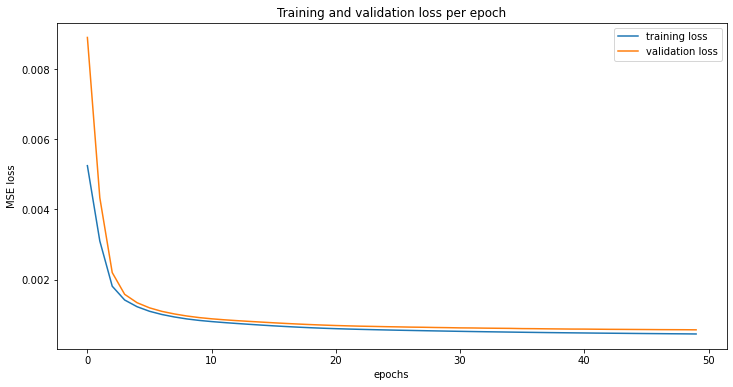 Training and validation loss per epoch
training loss
validation loss
0.008
0.006
0.004
0.002
MSE loss
0 10 20 30 40 50
epochs